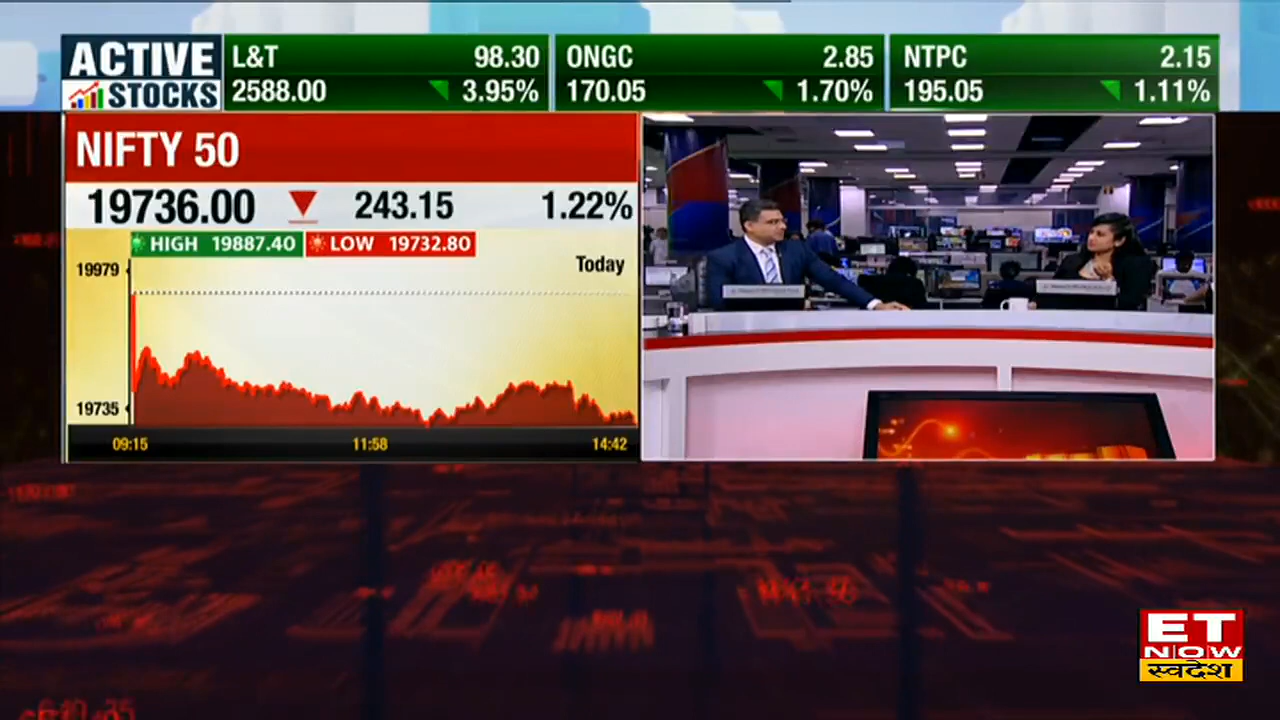 ACTIVE
STOCKS
L&T 98.30
2588.00 3.95%
ONGC 2.85
170.05 1.70%
NTPC 2.15
195.05 1.11%
NIFTY 50
19736.00 243.15 1.22%
HIGH 19887.40 LOW 19732.80
Today
19979
19735
09:15 11:58 14:42
ET
NOW
स्वदेश